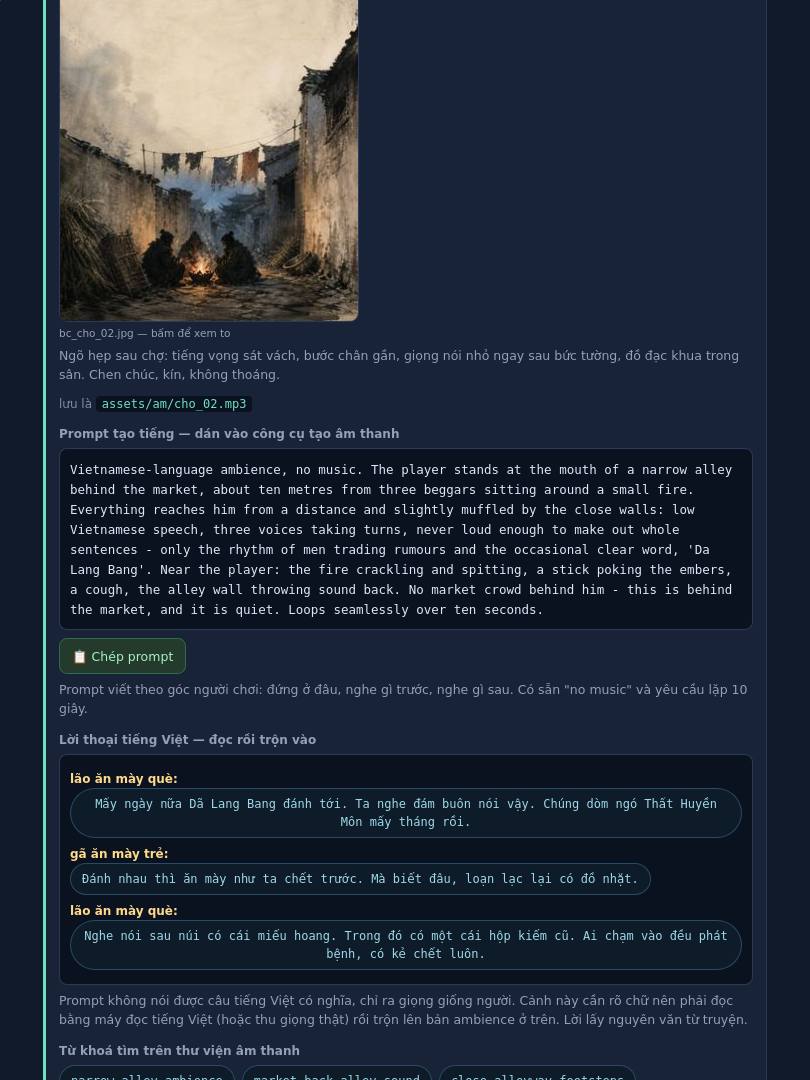 bc_cho_02.jpg — bấm để xem to
Ngõ hẹp sau chợ: tiếng vọng sát vách, bước chân gần, giọng nói nhỏ ngay sau bức tường, đồ đạc khua trong
sân. Chen chúc, kín, không thoáng.
lưu là assets/am/cho_02.mp3
Prompt tạo tiếng — dán vào công cụ tạo âm thanh
Vietnamese-language ambience, no music. The player stands at the mouth of a narrow alley
behind the market, about ten metres from three beggars sitting around a small fire.
Everything reaches him from a distance and slightly muffled by the close walls: low
Vietnamese speech, three voices taking turns, never loud enough to make out whole
sentences - only the rhythm of men trading rumours and the occasional clear word, 'Da
Lang Bang'. Near the player: the fire crackling and spitting, a stick poking the embers,
a cough, the alley wall throwing sound back. No market crowd behind him - this is behind
the market, and it is quiet. Loops seamlessly over ten seconds.
📋 Chép prompt
Prompt viết theo góc người chơi: đứng ở đâu, nghe gì trước, nghe gì sau. Có sẵn "no music" và yêu cầu lặp 10
giây.
Lời thoại tiếng Việt — đọc rồi trộn vào
lão ăn mày què:
Mấy ngày nữa Dã Lang Bang đánh tới. Ta nghe đám buôn nói vậy. Chúng dòm ngó Thất Huyền
Môn mấy tháng rồi.
gã ăn mày trẻ:
Đánh nhau thì ăn mày như ta chết trước. Mà biết đâu, loạn lạc lại có đồ nhặt.
lão ăn mày què:
Nghe nói sau núi có cái miếu hoang. Trong đó có một cái hộp kiếm cũ. Ai chạm vào đều phát
bệnh, có kẻ chết luôn.
Prompt không nói được câu tiếng Việt có nghĩa, chỉ ra giọng giống người. Cảnh này cần rõ chữ nên phải đọc
bằng máy đọc tiếng Việt (hoặc thu giọng thật) rồi trộn lên bản ambience ở trên. Lời lấy nguyên văn từ truyện.
Từ khoá tìm trên thư viện âm thanh
narrow alley ambience market back alley sound close alleyway footsteps